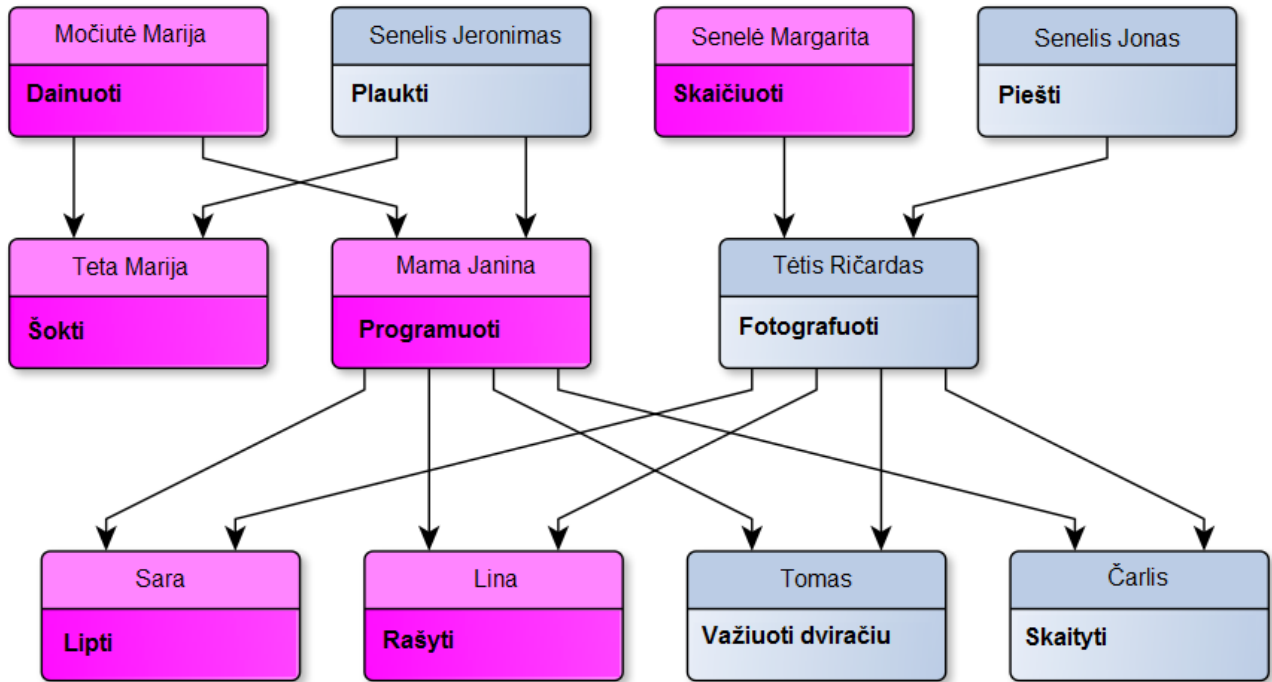 Močiutė Marija
Dainuoti
Senelis Jeronimas
Plaukti
Senelė Margarita
Skaičiuoti
Senelis Jonas
Piešti
Teta Marija
Šokti
Mama Janina
Programuoti
Tėtis Ričardas
Fotografuoti
Sara
Lipti
Lina
Rašyti
Tomas
Važiuoti dviračiu
Čarlis
Skaityti